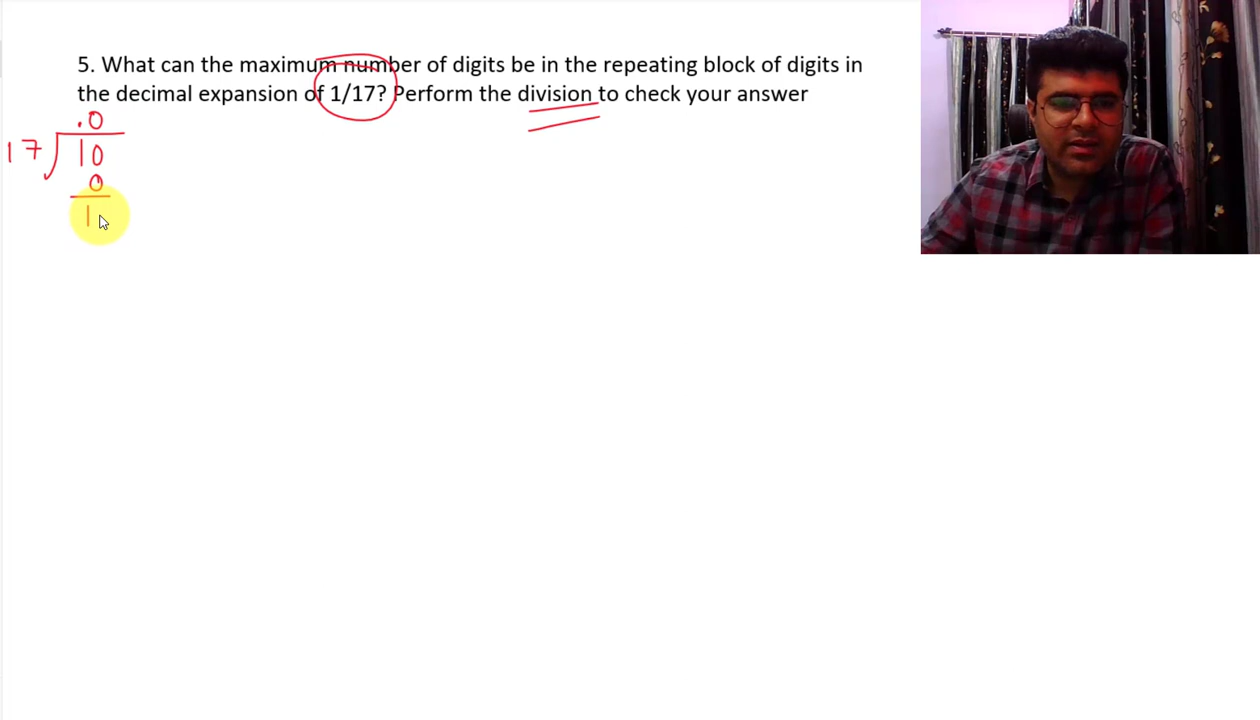 5. What can the maximum number of digits be in the repeating block of digits in
the decimal expansion of 1/17? Perform the division to check your answer
.0
17 10
0
1